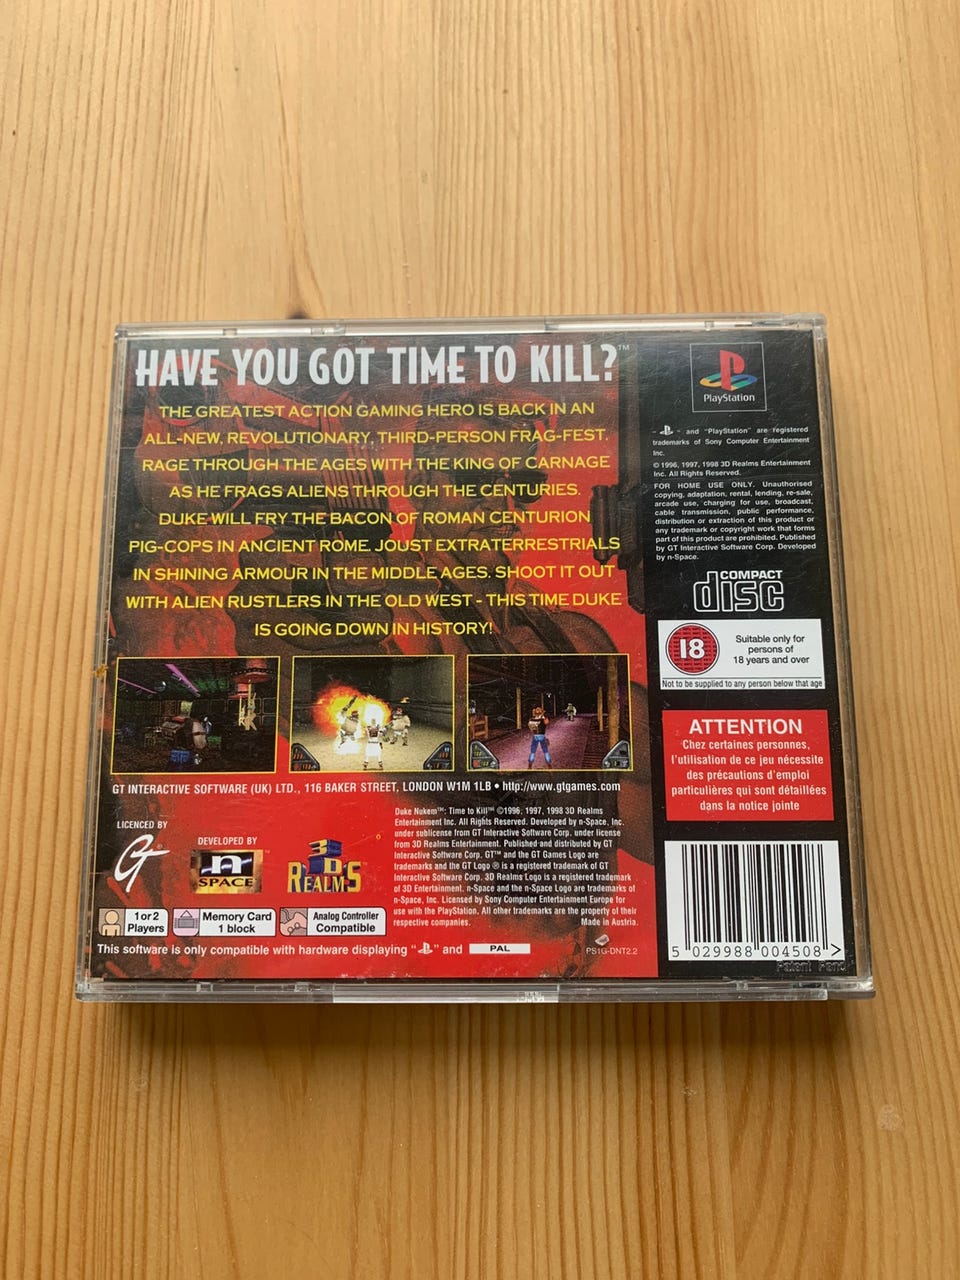 HAVE YOU GOT TIME TO KILL?™
THE GREATEST ACTION GAMING HERO IS BACK IN AN
ALL-NEW, REVOLUTIONARY, THIRD-PERSON FRAG-FEST.
RAGE THROUGH THE AGES WITH THE KING OF CARNAGE
AS HE FRAGS ALIENS THROUGH THE CENTURIES.
DUKE WILL FRY THE BACON OF ROMAN CENTURION
PIG-COPS IN ANCIENT ROME. JOUST EXTRATERRESTRIALS
IN SHINING ARMOUR IN THE MIDDLE AGES. SHOOT IT OUT
WITH ALIEN RUSTLERS IN THE OLD WEST - THIS TIME DUKE
IS GOING DOWN IN HISTORY!
GT INTERACTIVE SOFTWARE (UK) LTD., 116 BAKER STREET, LONDON W1M 1LB • http://www.gtgames.com
LICENCED BY
GT®
DEVELOPED BY
n
SPACE
3D
REALMS
Duke Nukem™: Time to Kill™ ©1996, 1997, 1998 3D Realms
Entertainment Inc. All Rights Reserved. Developed by n-Space, Inc.
under sublicense from GT Interactive Software Corp. under license
from 3D Realms Entertainment. Published and distributed by GT
Interactive Software Corp. GT™ and the GT Games Logo are
trademarks and the GT Logo ® is a registered trademark of GT
Interactive Software Corp. 3D Realms Logo is a registered trademark
of 3D Entertainment. n-Space and the n-Space Logo are trademarks of
n-Space, Inc. Licensed by Sony Computer Entertainment Europe for
use with the PlayStation. All other trademarks are the property of their
respective companies. Made in Austria.
1 or 2
Players
Memory Card
1 block
Analog Controller
Compatible
This software is only compatible with hardware displaying " " and PAL
PS1G-DNT2.2
PlayStation
" " and "PlayStation" are registered
trademarks of Sony Computer Entertainment
Inc.
© 1996, 1997, 1998 3D Realms Entertainment
Inc. All Rights Reserved.
FOR HOME USE ONLY. Unauthorised
copying, adaptation, rental, lending, re-sale,
arcade use, charging for use, broadcast,
cable transmission, public performance,
distribution or extraction of this product or
any trademark or copyright work that forms
part of this product are prohibited. Published
by GT Interactive Software Corp. Developed
by n-Space.
COMPACT
disc
18
Suitable only for
persons of
18 years and over
Not to be supplied to any person below that age
ATTENTION
Chez certaines personnes,
l'utilisation de ce jeu nécessite
des précautions d'emploi
particulières qui sont détaillées
dans la notice jointe
5 029988 004508 >
Patent Pend